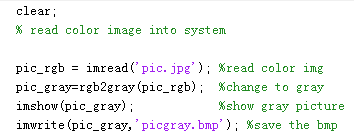 clear;
% read color image into system
pic_rgb = imread('pic.jpg'); %read color img
pic_gray=rgb2gray(pic_rgb);  %change to gray
imshow(pic_gray);            %show gray picture
imwrite(pic_gray,'picgray.bmp'); %save the bmp